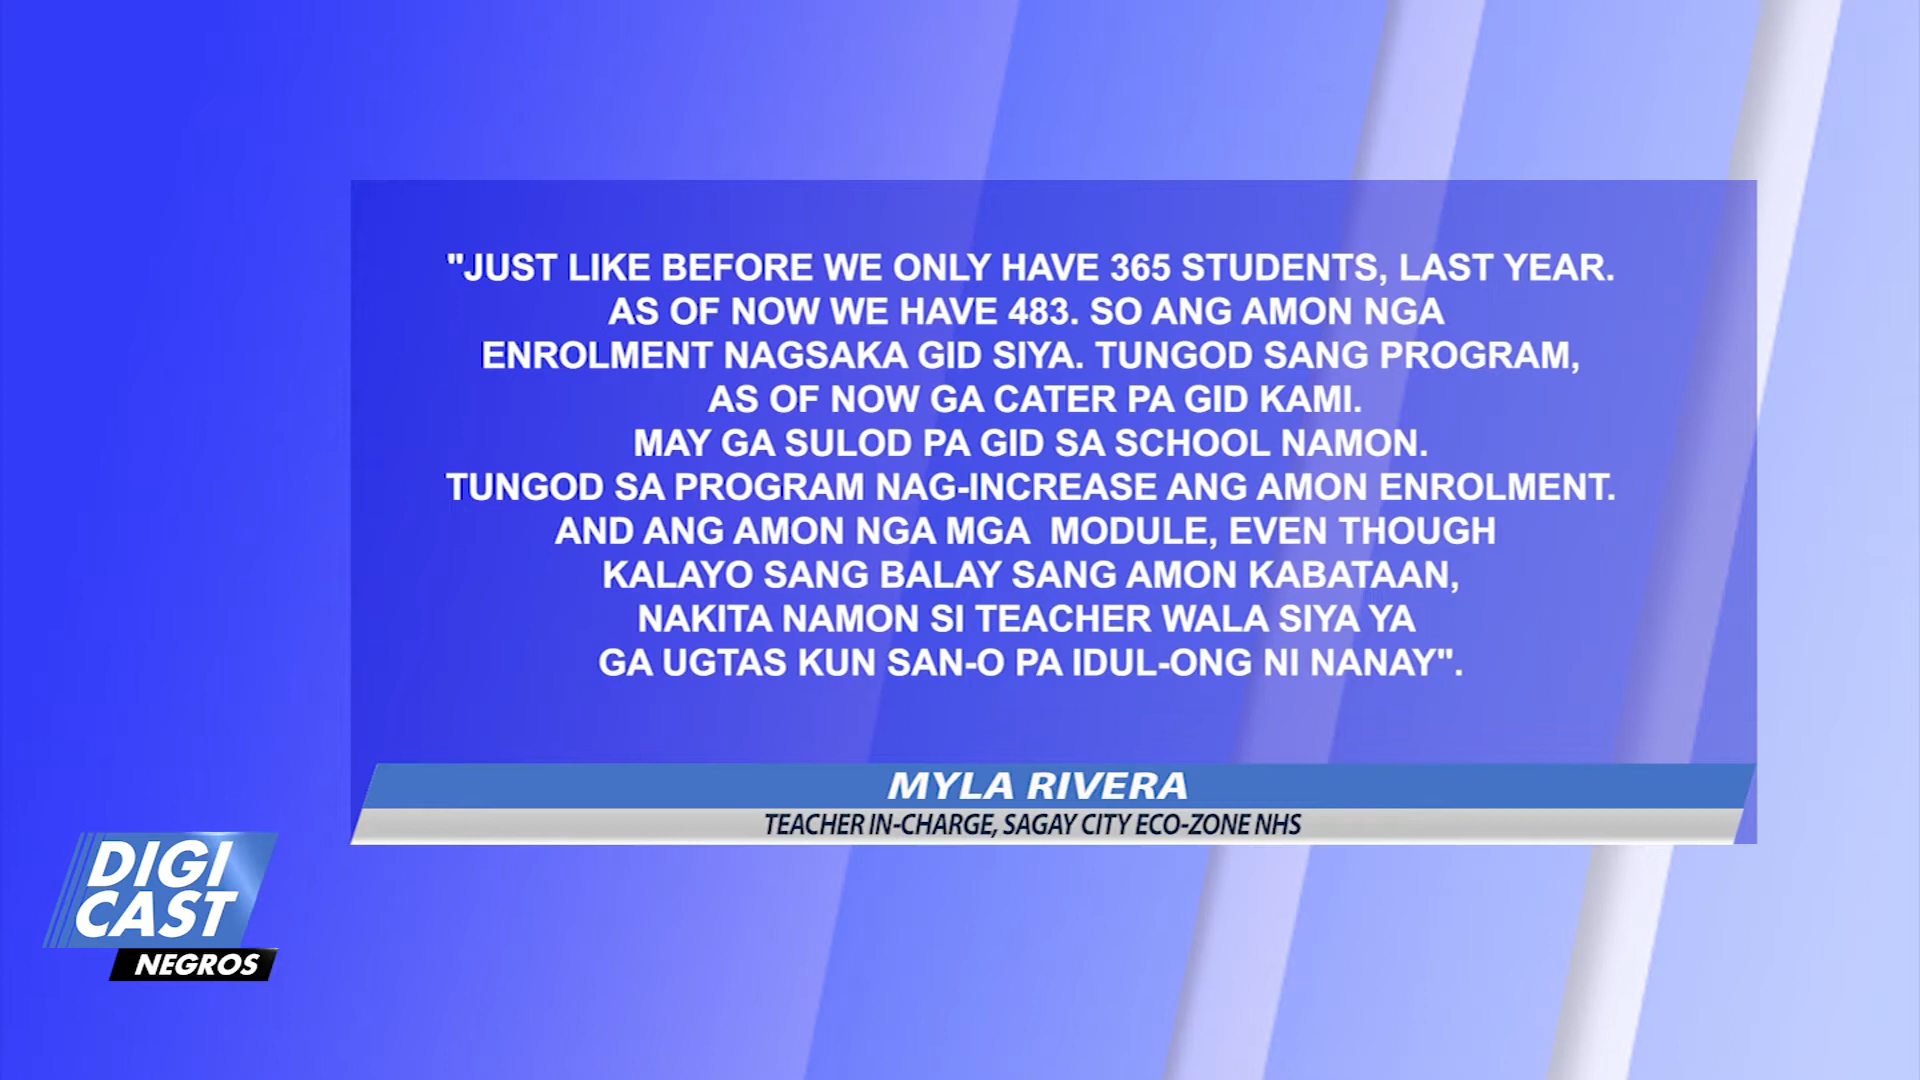 "JUST LIKE BEFORE WE ONLY HAVE 365 STUDENTS, LAST YEAR.
AS OF NOW WE HAVE 483. SO ANG AMON NGA
ENROLMENT NAGSAKA GID SIYA. TUNGOD SANG PROGRAM,
AS OF NOW GA CATER PA GID KAMI.
MAY GA SULOD PA GID SA SCHOOL NAMON.
TUNGOD SA PROGRAM NAG-INCREASE ANG AMON ENROLMENT.
AND ANG AMON NGA MGA  MODULE, EVEN THOUGH
KALAYO SANG BALAY SANG AMON KABATAAN,
NAKITA NAMON SI TEACHER WALA SIYA YA
GA UGTAS KUN SAN-O PA IDUL-ONG NI NANAY".
MYLA RIVERA
TEACHER IN-CHARGE, SAGAY CITY ECO-ZONE NHS
DIGI
CAST
NEGROS